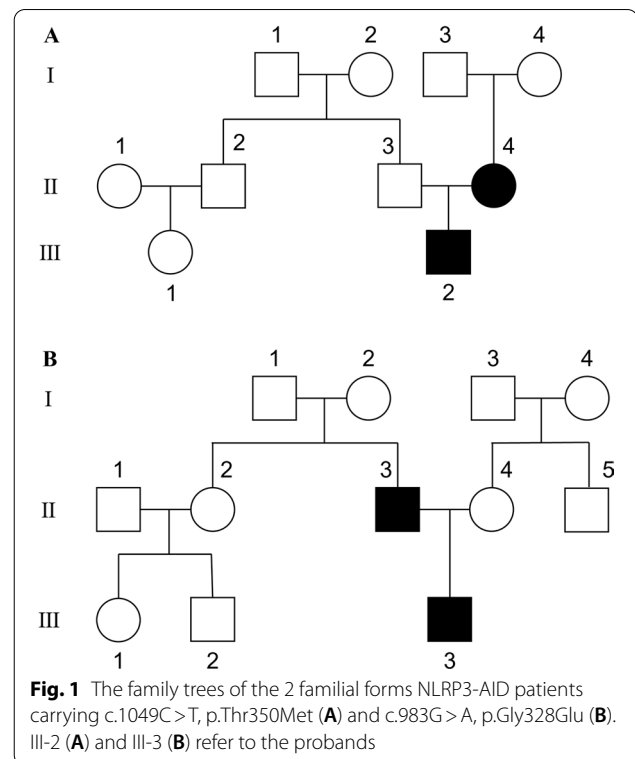 A
1 2 3 4
I
1 2 3 4
II
III
1 2
B
1 2 3 4
I
1 2 3 4 5
II
III
1 2 3
Fig. 1 The family trees of the 2 familial forms NLRP3-AID patients
carrying c.1049C > T, p.Thr350Met (A) and c.983G > A, p.Gly328Glu (B).
III-2 (A) and III-3 (B) refer to the probands